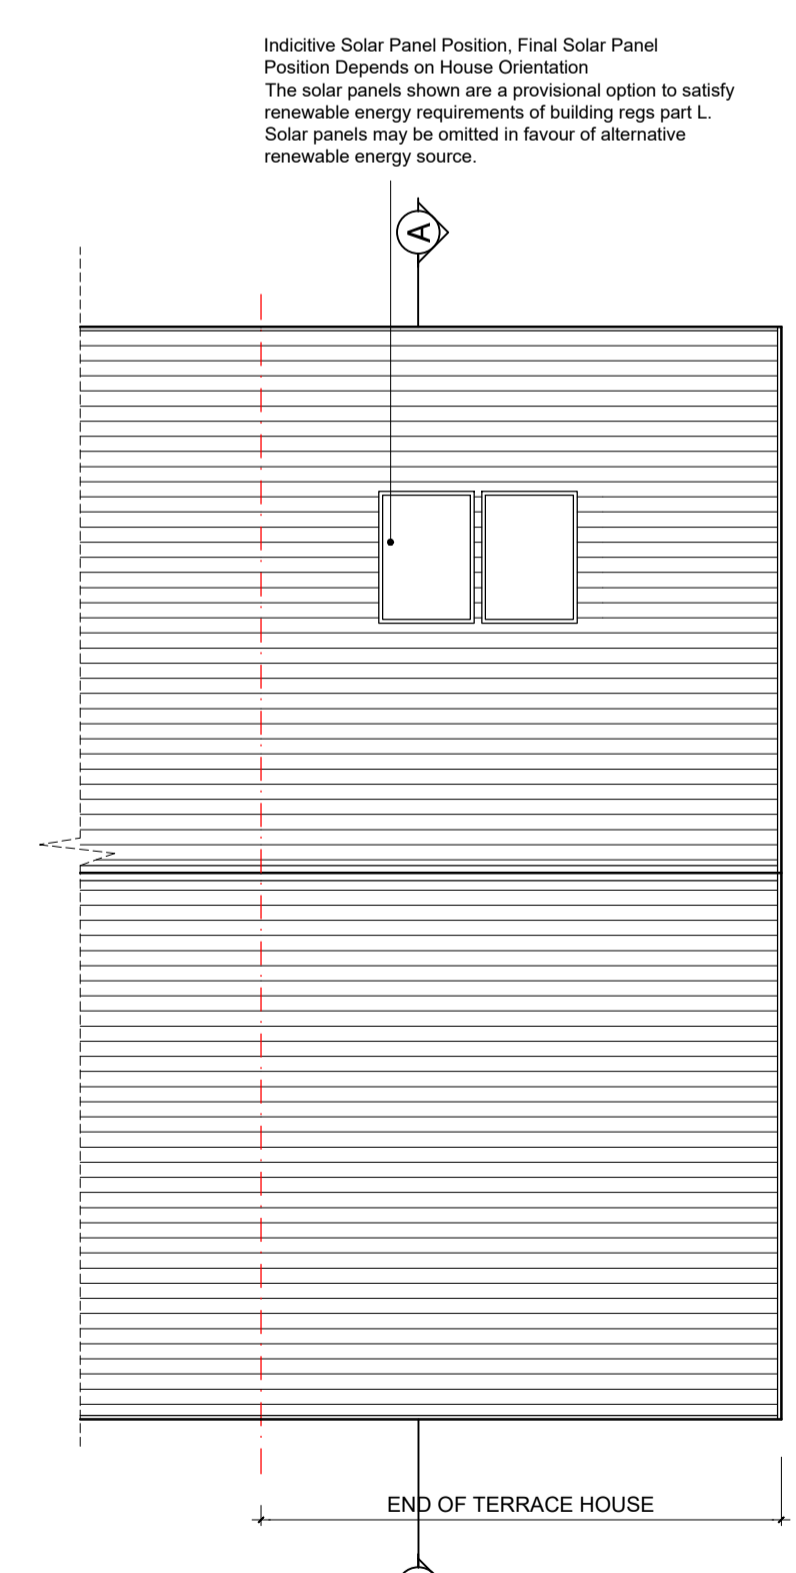 Indicitive Solar Panel Position, Final Solar Panel
Position Depends on House Orientation
The solar panels shown are a provisional option to satisfy
renewable energy requirements of building regs part L.
Solar panels may be omitted in favour of alternative
renewable energy source.
A
END OF TERRACE HOUSE